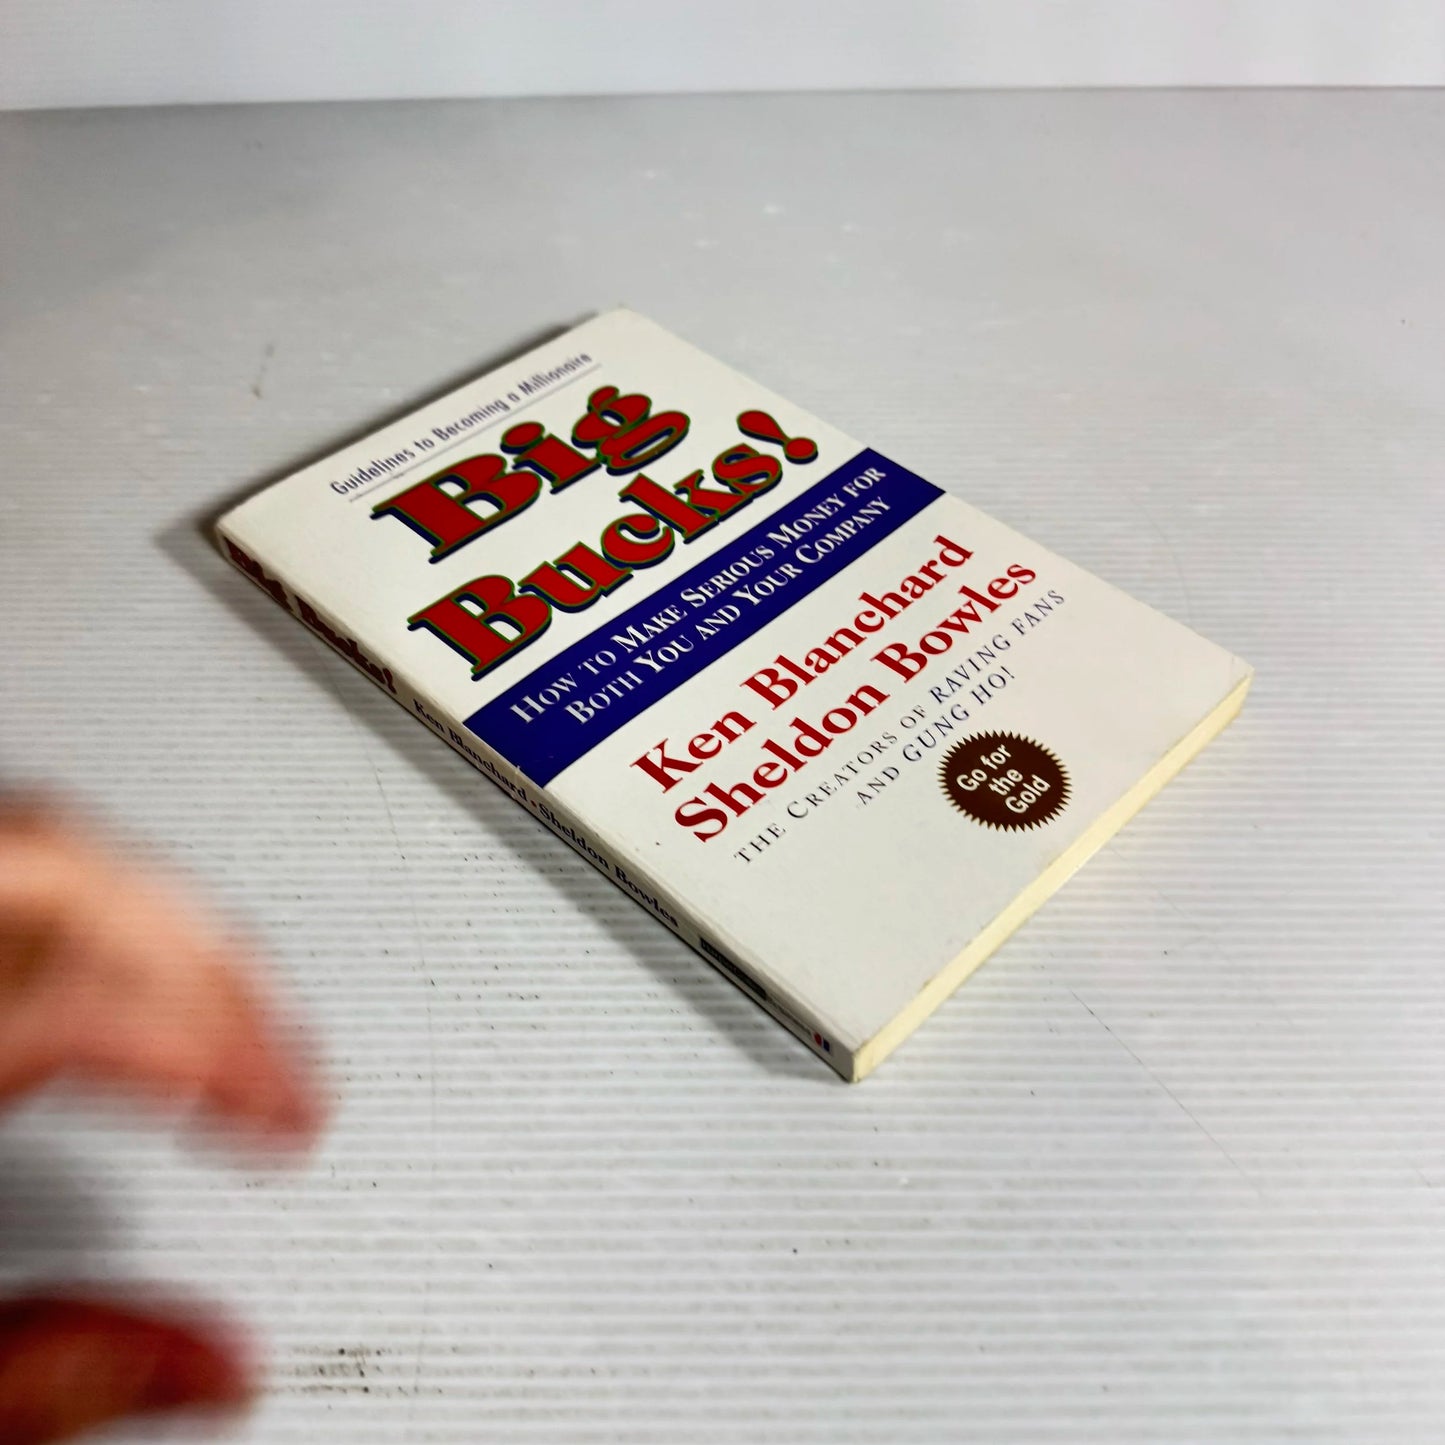 Guidelines to Becoming a Millionaire
Big
Bucks!
HOW TO MAKE SERIOUS MONEY FOR
BOTH YOU AND YOUR COMPANY
Ken Blanchard
Sheldon Bowles
THE CREATORS OF RAVING FANS
AND GUNG HO!
Go for
the
Gold
Big Bucks!
Ken Blanchard • Sheldon Bowles